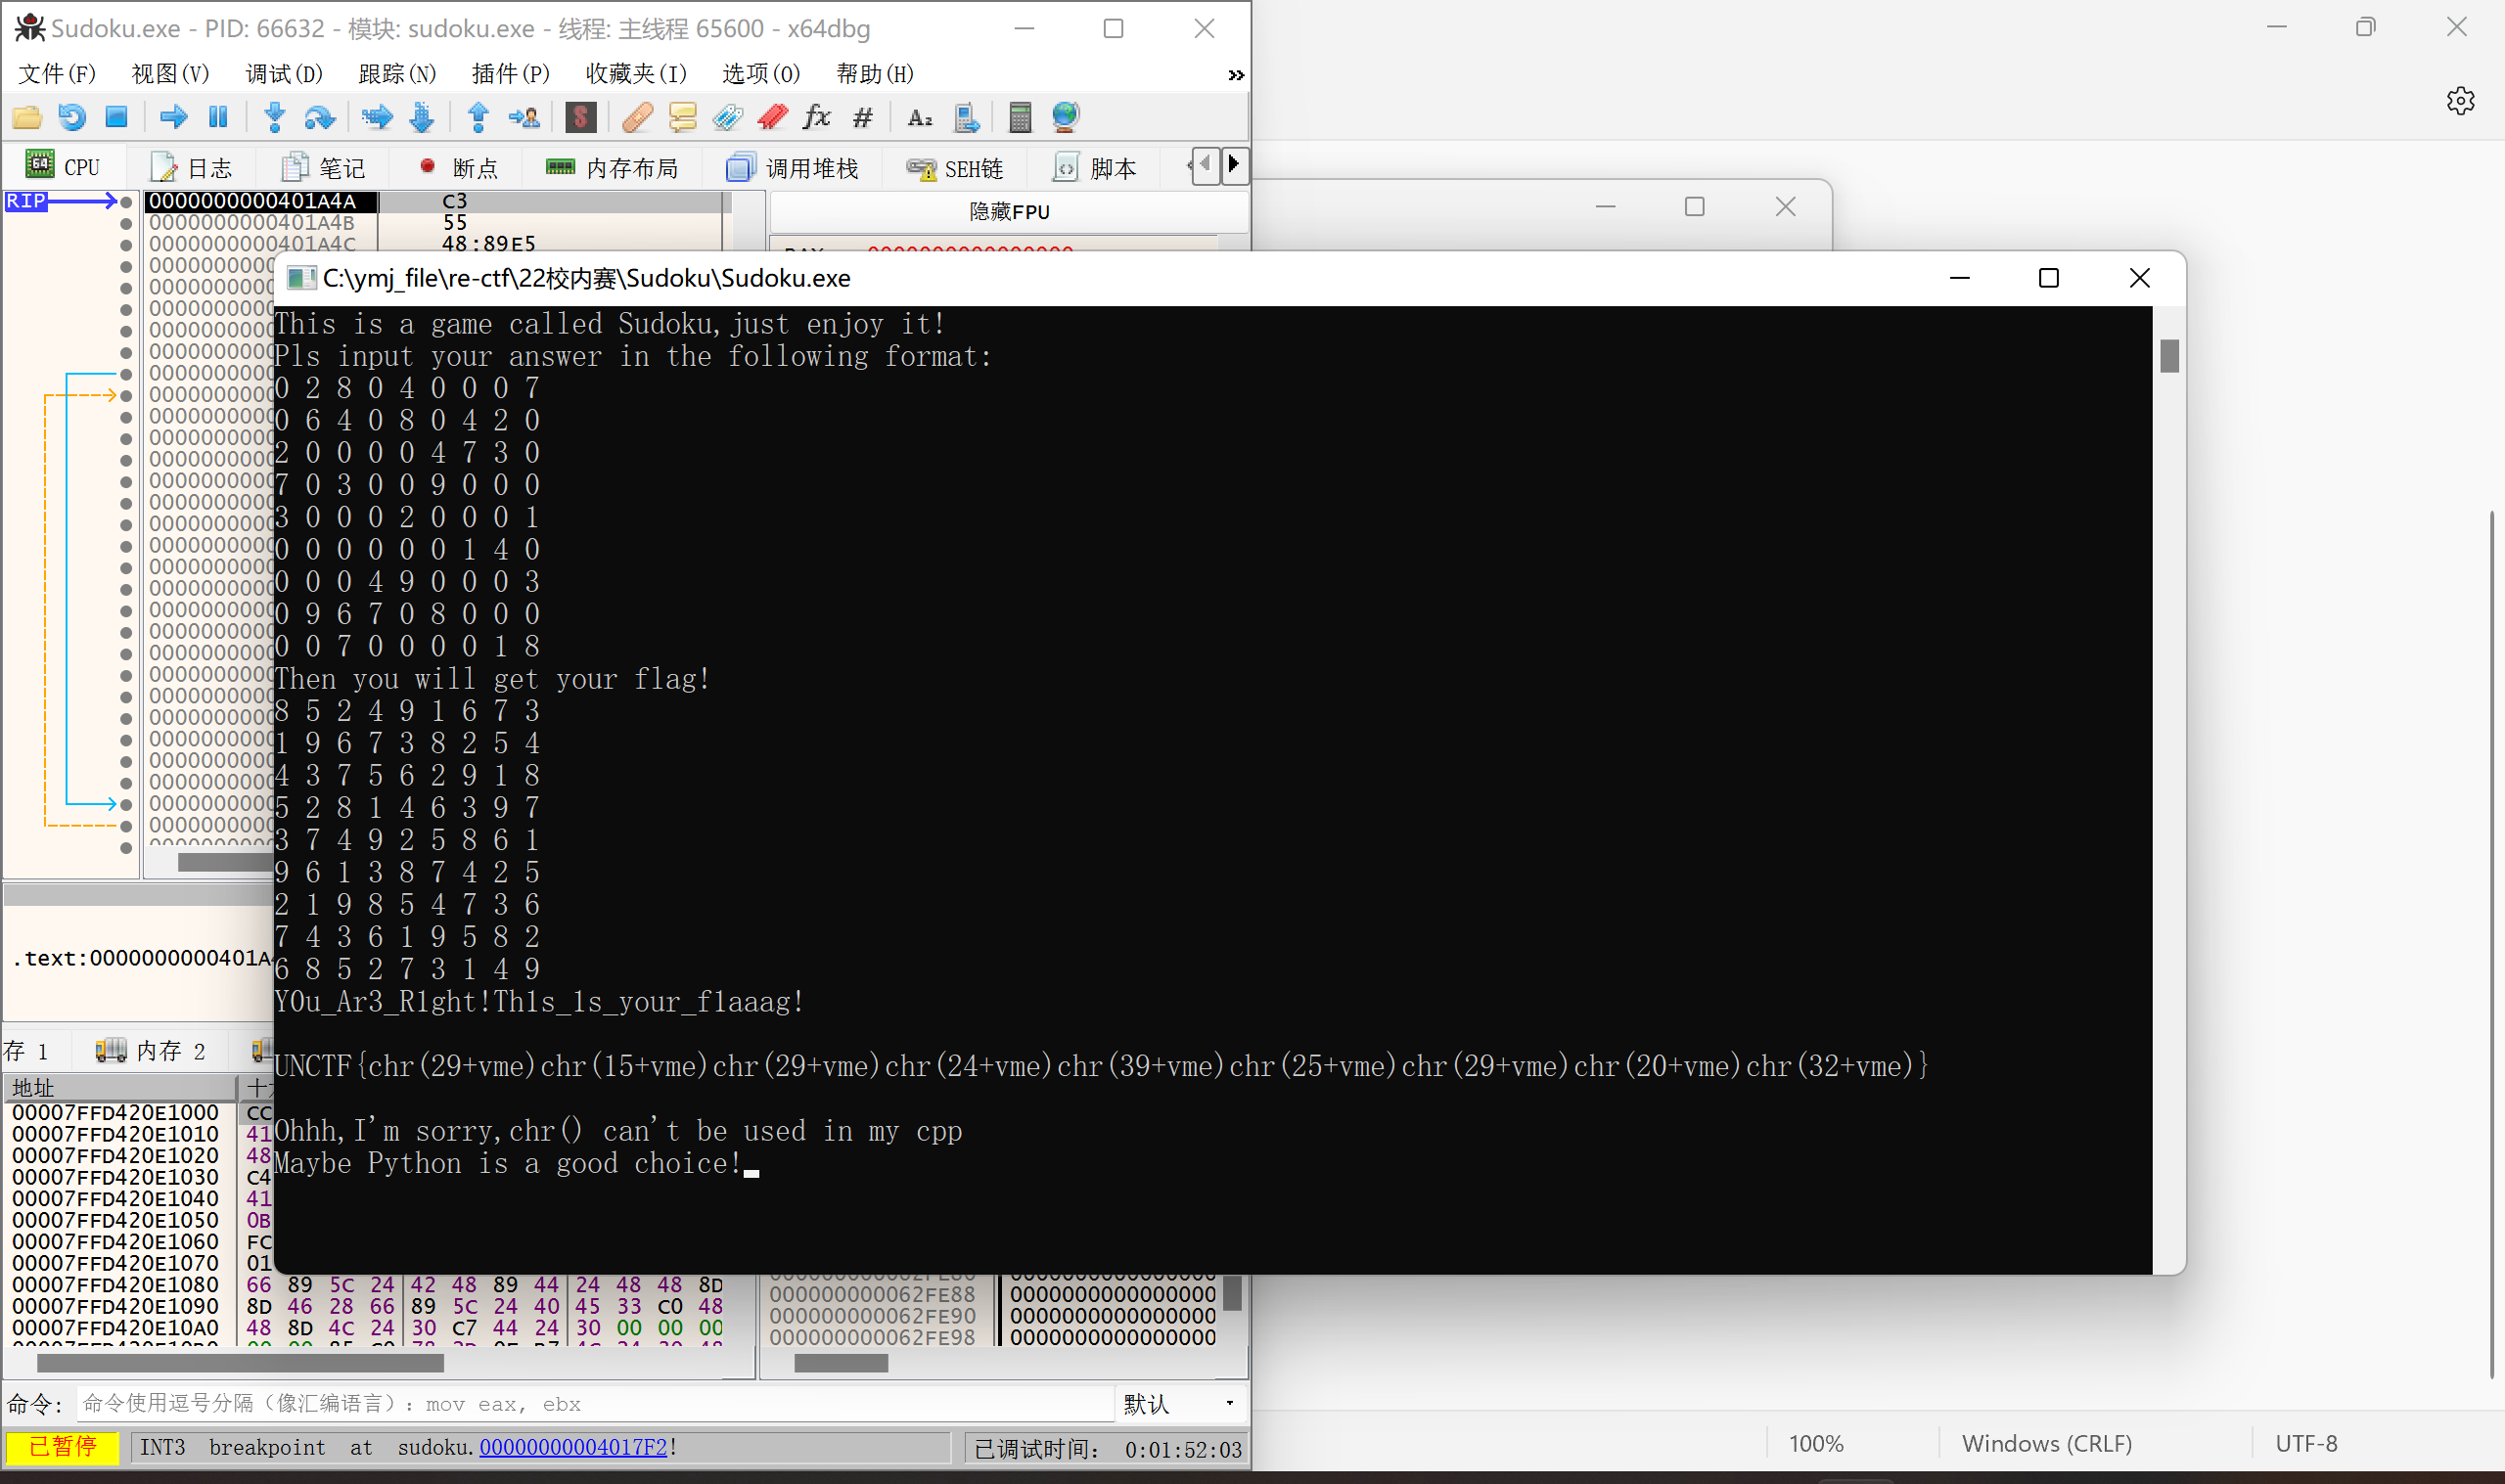 Sudoku.exe - PID: 66632 - 模块: sudoku.exe - 线程: 主线程 65600 - x64dbg
文件(F) 视图(V) 调试(D) 跟踪(N) 插件(P) 收藏夹(I) 选项(O) 帮助(H) »
CPU 日志 笔记 断点 内存布局 调用堆栈 SEH链 脚本
RIP 0000000000401A4A C3
0000000000401A4B 55
0000000000401A4C 48:89E5
隐藏FPU
C:\ymj_file\re-ctf\22校内赛\Sudoku\Sudoku.exe
This is a game called Sudoku,just enjoy it!
Pls input your answer in the following format:
0 2 8 0 4 0 0 0 7
0 6 4 0 8 0 4 2 0
2 0 0 0 0 4 7 3 0
7 0 3 0 0 9 0 0 0
3 0 0 0 2 0 0 0 1
0 0 0 0 0 0 1 4 0
0 0 0 4 9 0 0 0 3
0 9 6 7 0 8 0 0 0
0 0 7 0 0 0 0 1 8
Then you will get your flag!
8 5 2 4 9 1 6 7 3
1 9 6 7 3 8 2 5 4
4 3 7 5 6 2 9 1 8
5 2 8 1 4 6 3 9 7
3 7 4 9 2 5 8 6 1
9 6 1 3 8 7 4 2 5
2 1 9 8 5 4 7 3 6
7 4 3 6 1 9 5 8 2
6 8 5 2 7 3 1 4 9
Y0u_Ar3_R1ght!Th1s_1s_your_f1aaag!
UNCTF{chr(29+vme)chr(15+vme)chr(29+vme)chr(24+vme)chr(39+vme)chr(25+vme)chr(29+vme)chr(20+vme)chr(32+vme)}
Ohhh,I'm sorry,chr() can't be used in my cpp
Maybe Python is a good choice!
.text:0000000000401A4
存 1 内存 2
地址 十
00007FFD420E1000 CC
00007FFD420E1010 41
00007FFD420E1020 48
00007FFD420E1030 C4
00007FFD420E1040 41
00007FFD420E1050 0B
00007FFD420E1060 FC
00007FFD420E1070 01
00007FFD420E1080 66 89 5C 24 42 48 89 44 24 48 48 8D
00007FFD420E1090 8D 46 28 66 89 5C 24 40 45 33 C0 48
00007FFD420E10A0 48 8D 4C 24 30 C7 44 24 30 00 00 00
000000000062FE88 0000000000000000
000000000062FE90 0000000000000000
000000000062FE98 0000000000000000
命令: 命令使用逗号分隔（像汇编语言）: mov eax, ebx 默认
已暂停 INT3 breakpoint at sudoku.00000000004017F2! 已调试时间: 0:01:52:03
100% Windows (CRLF) UTF-8